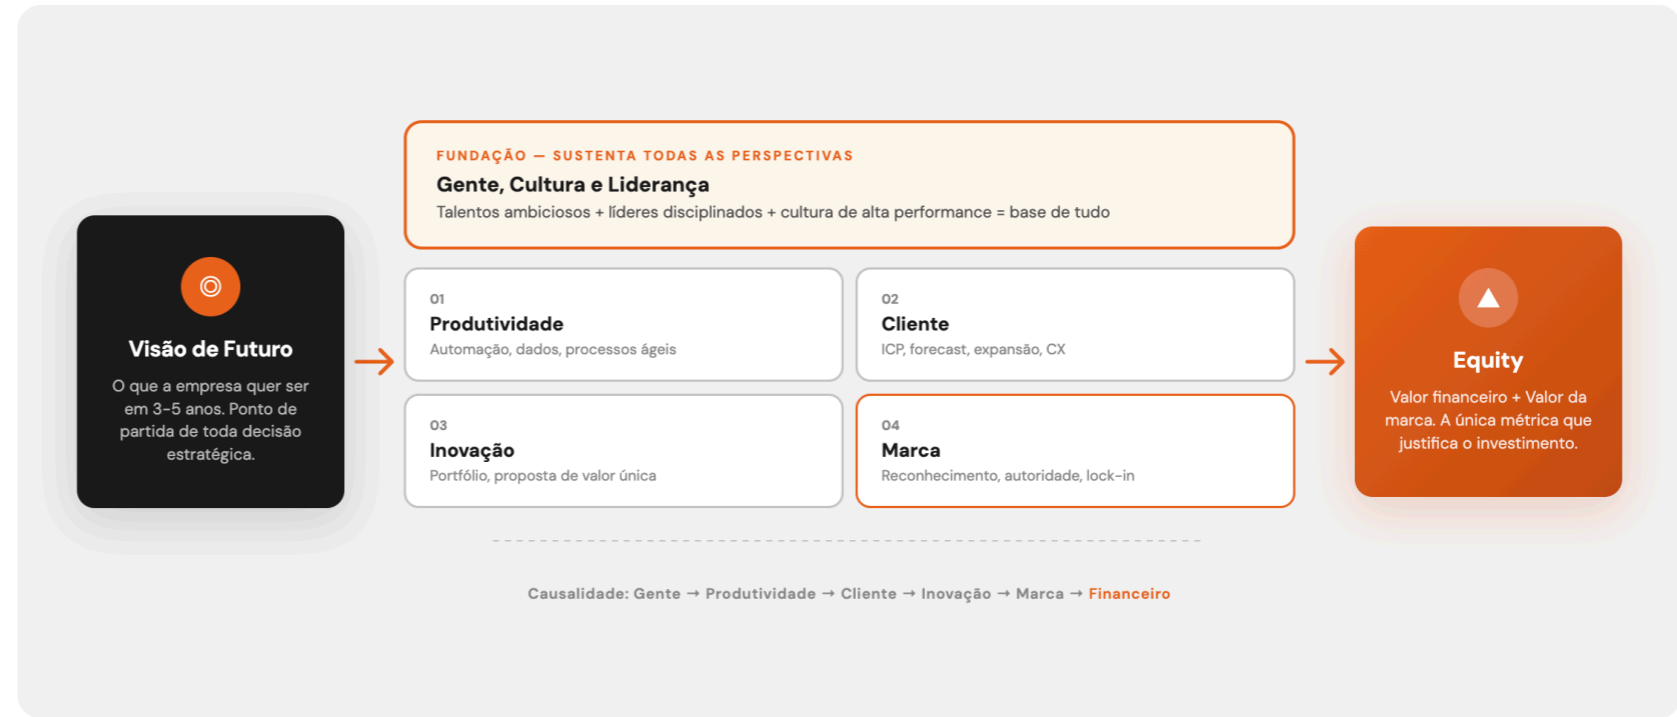 FUNDAÇÃO — SUSTENTA TODAS AS PERSPECTIVAS
Gente, Cultura e Liderança
Talentos ambiciosos + líderes disciplinados + cultura de alta performance = base de tudo
Visão de Futuro
O que a empresa quer ser
em 3-5 anos. Ponto de
partida de toda decisão
estratégica.
01
Produtividade
Automação, dados, processos ágeis
02
Cliente
ICP, forecast, expansão, CX
03
Inovação
Portfólio, proposta de valor única
04
Marca
Reconhecimento, autoridade, lock-in
Equity
Valor financeiro + Valor da
marca. A única métrica que
justifica o investimento.
Causalidade: Gente → Produtividade → Cliente → Inovação → Marca → Financeiro